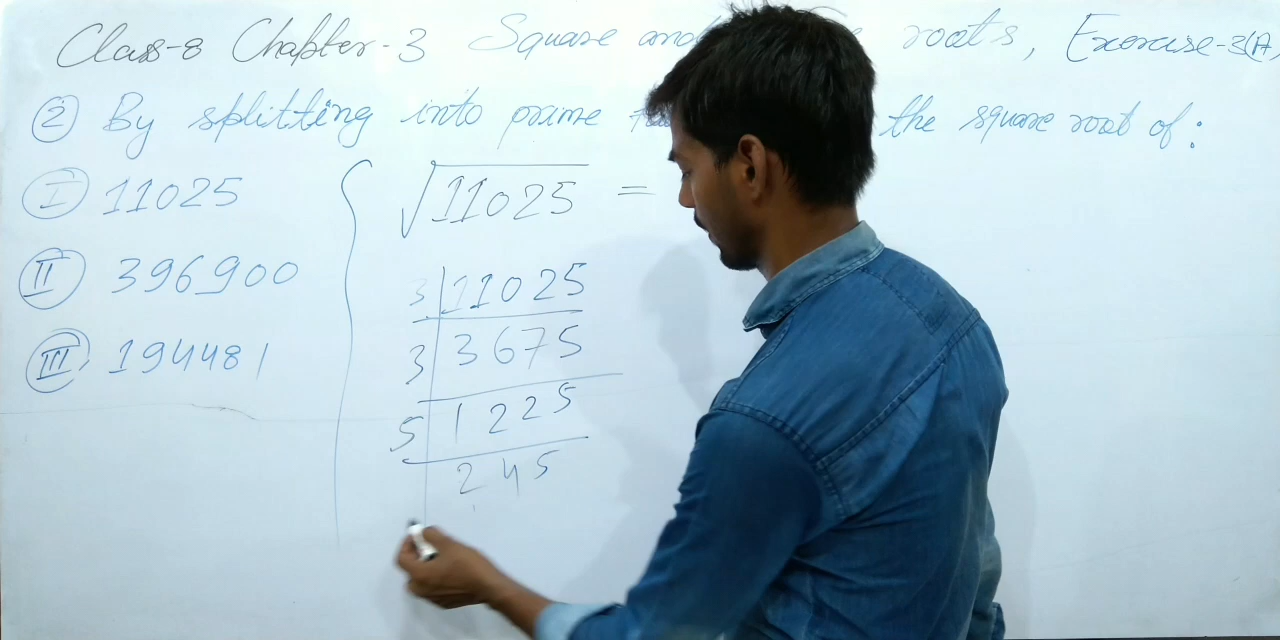 Class-8 Chapter-3 Square and roots, Exercise-3(A)
② By splitting into prime the square root of:
Ⓘ 11025
Ⅱ 396900
Ⅲ 194481
√11025 =
3 | 11025
3 | 3675
5 | 1225
245